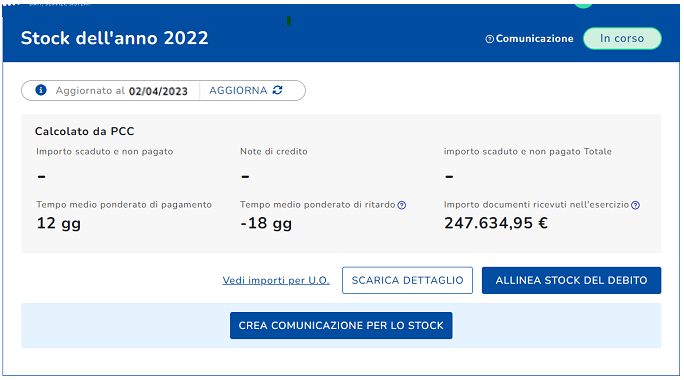 Stock dell'anno 2022
Comunicazione
In corso
Aggiornato al 02/04/2023
AGGIORNA
Calcolato da PCC
Importo scaduto e non pagato
Note di credito
importo scaduto e non pagato Totale
-
-
-
Tempo medio ponderato di pagamento
Tempo medio ponderato di ritardo
Importo documenti ricevuti nell'esercizio
12 gg
-18 gg
247.634,95 €
Vedi importi per U.O.
SCARICA DETTAGLIO
ALLINEA STOCK DEL DEBITO
CREA COMUNICAZIONE PER LO STOCK